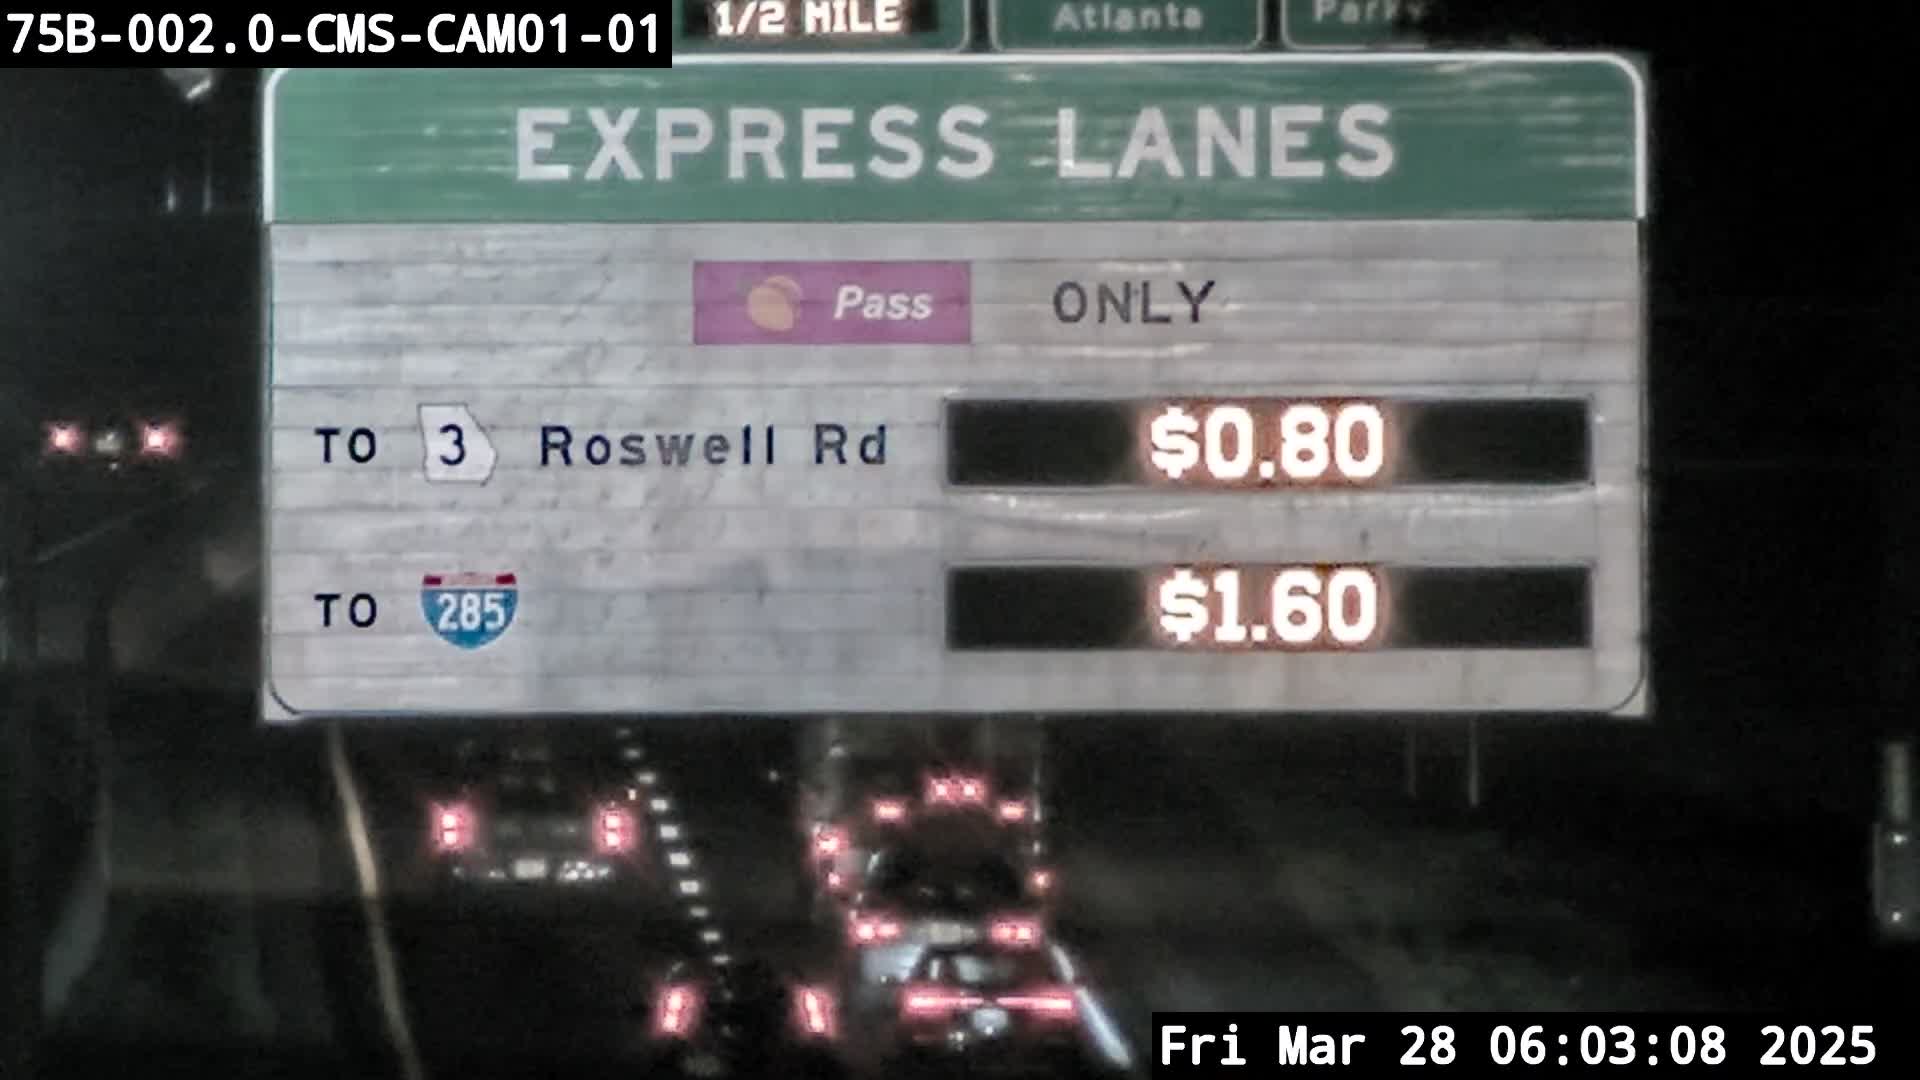 75B-002.0-CMS-CAM01-01
1/2 MILE
Atlanta
EXPRESS LANES
Pass ONLY
TO 3 Roswell Rd $0.80
TO 285 $1.60
Fri Mar 28 06:03:08 2025